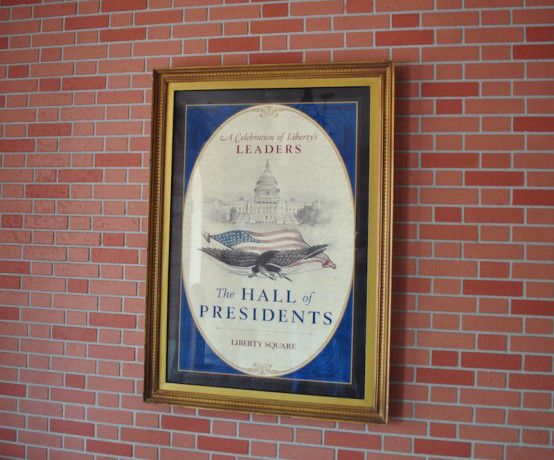 A Celebration of Liberty's
LEADERS
The HALL of
PRESIDENTS
LIBERTY SQUARE